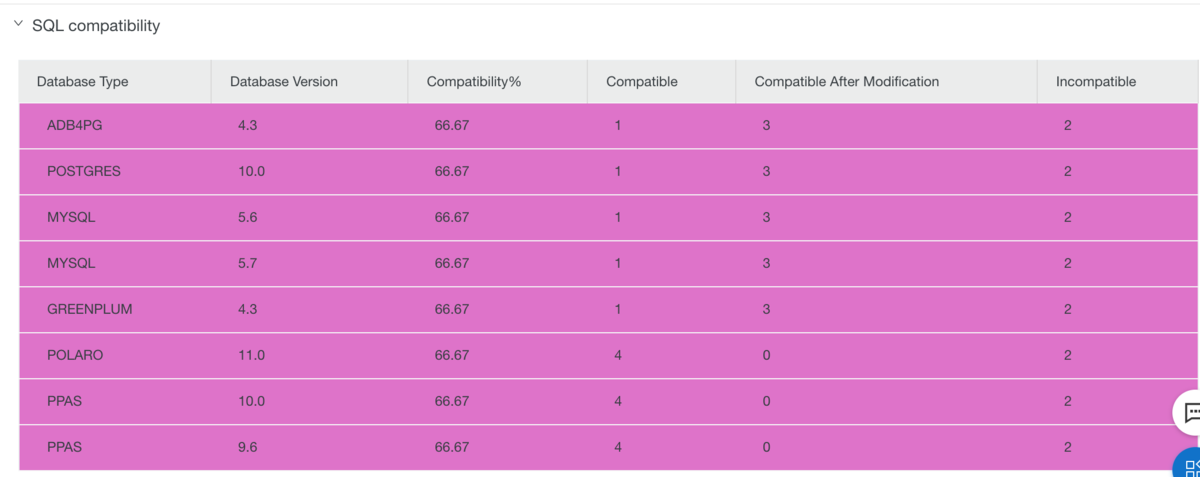 SQL compatibility
Database Type Database Version Compatibility% Compatible Compatible After Modification Incompatible
ADB4PG 4.3 66.67 1 3 2
POSTGRES 10.0 66.67 1 3 2
MYSQL 5.6 66.67 1 3 2
MYSQL 5.7 66.67 1 3 2
GREENPLUM 4.3 66.67 1 3 2
POLARO 11.0 66.67 4 0 2
PPAS 10.0 66.67 4 0 2
PPAS 9.6 66.67 4 0 2